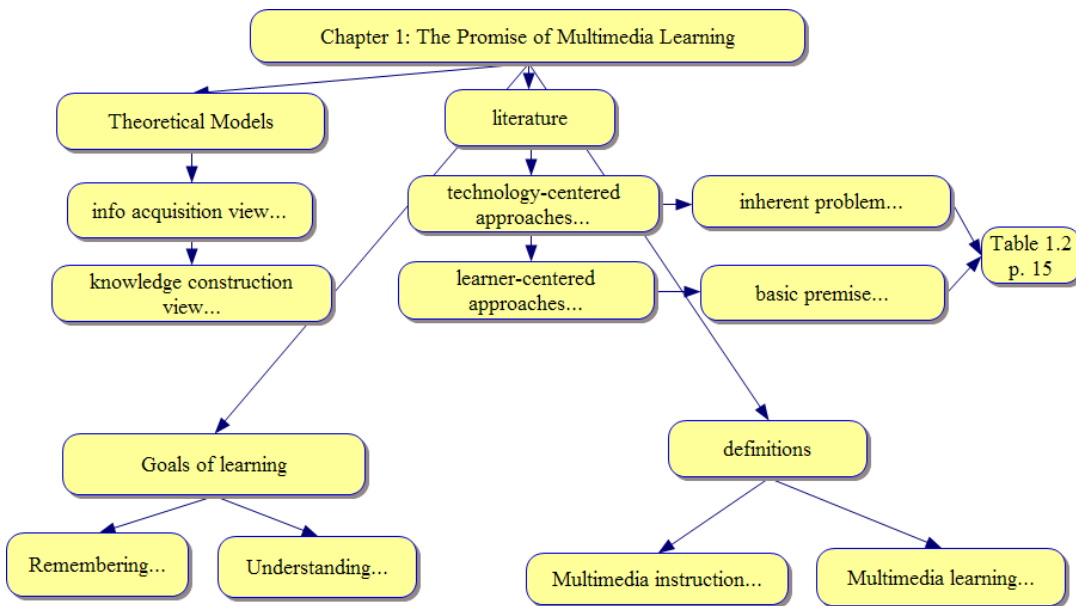 Chapter 1: The Promise of Multimedia Learning
Theoretical Models
literature
info acquisition view...
technology-centered
approaches...
inherent problem...
Table 1.2
p. 15
knowledge construction
view...
learner-centered
approaches...
basic premise...
Goals of learning
definitions
Remembering...
Understanding...
Multimedia instruction...
Multimedia learning...